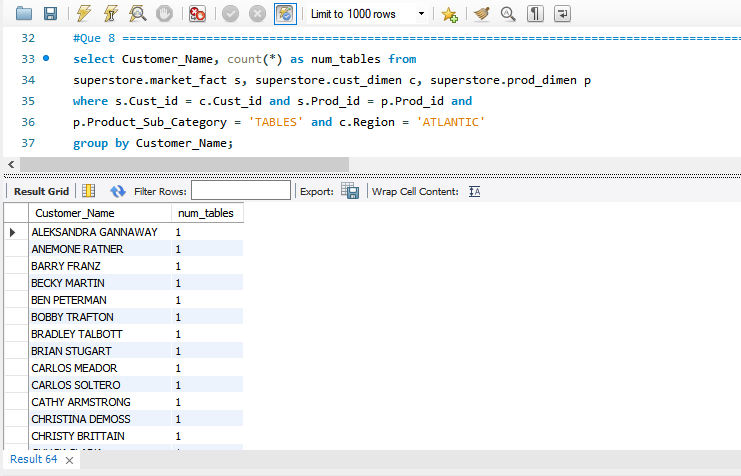 Limit to 1000 rows
32 #Que 8 ==============================================================================
33 select Customer_Name, count(*) as num_tables from
34 superstore.market_fact s, superstore.cust_dimen c, superstore.prod_dimen p
35 where s.Cust_id = c.Cust_id and s.Prod_id = p.Prod_id and
36 p.Product_Sub_Category = 'TABLES' and c.Region = 'ATLANTIC'
37 group by Customer_Name;
Result Grid Filter Rows: Export: Wrap Cell Content: IA
Customer_Name num_tables
ALEKSANDRA GANNAWAY 1
ANEMONE RATNER 1
BARRY FRANZ 1
BECKY MARTIN 1
BEN PETERMAN 1
BOBBY TRAFTON 1
BRADLEY TALBOTT 1
BRIAN STUGART 1
CARLOS MEADOR 1
CARLOS SOLTERO 1
CATHY ARMSTRONG 1
CHRISTINA DEMOSS 1
CHRISTY BRITTAIN 1
Result 64